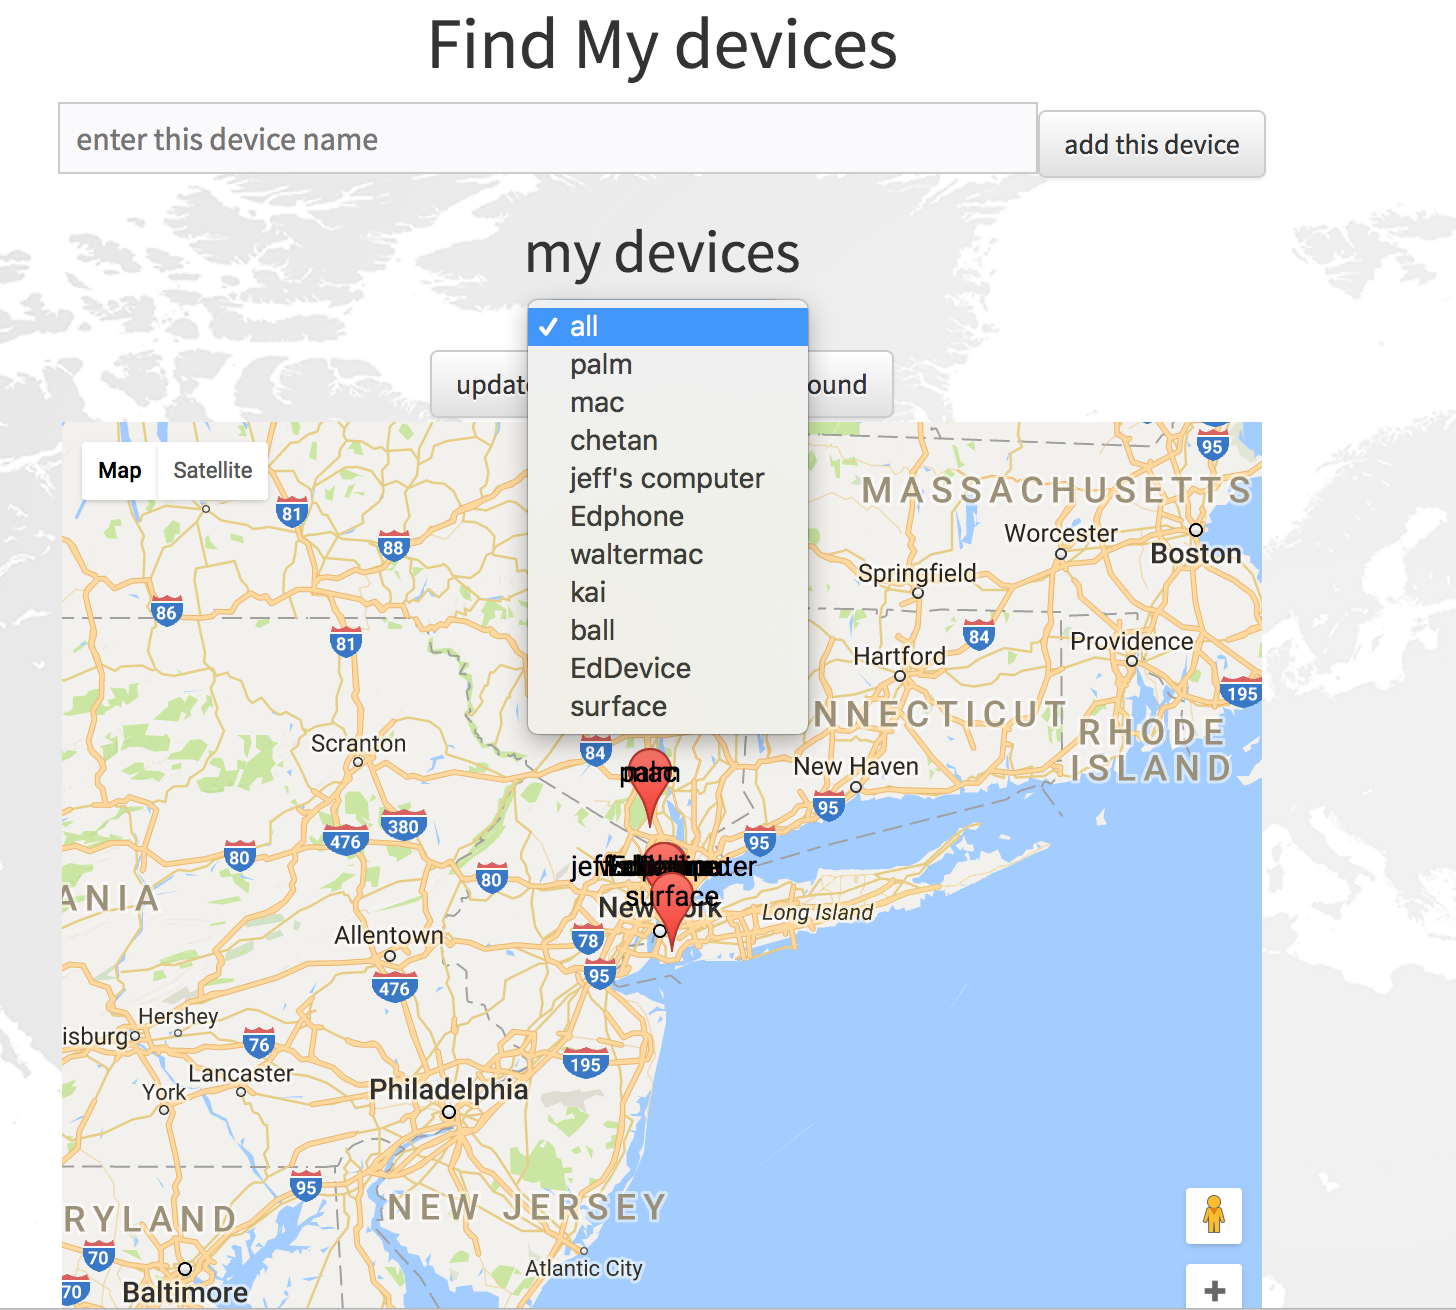 Find My devices
enter this device name
add this device
my devices
all
palm
mac
chetan
jeff's computer
Edphone
waltermac
kai
ball
EdDevice
surface
ound
Map
Satellite
95
MASSACHUSETTS
81
88
Worcester
Boston
Springfield
86
81
84
Providence
Hartford
195
NNECTICUT
RHODE
ISLAND
Scranton
84
New Haven
palm
mac
95
380
476
95
80
80
surface
ANIA
New York
Long Island
Allentown
78
95
476
Hershey
isburg
76
195
Lancaster
York
Philadelphia
95
NEW JERSEY
RYLAND
70
Atlantic City
70
Baltimore